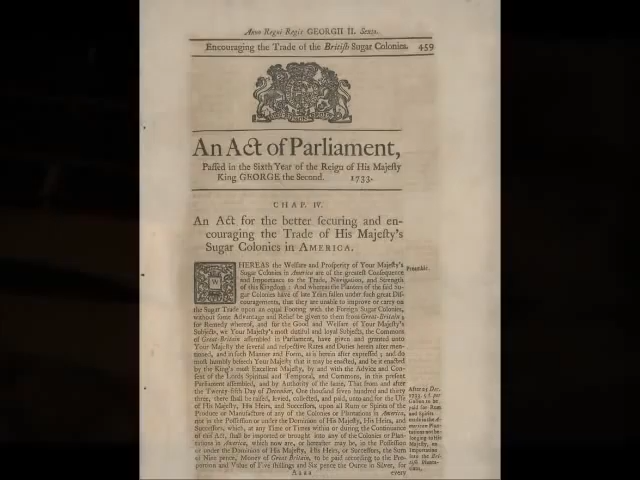 Anno Regni Regis GEORGII II. Sexto.
Encouraging the Trade of the British Sugar Colonies. 459
An Act of Parliament,
Paſſed in the Sixth Year of the Reign of His Majeſty
King GEORGE the Second. 1733.
CHAP. IV.
An Act for the better ſecuring and en-
couraging the Trade of His Majeſty's
Sugar Colonies in AMERICA.
WHEREAS the Welfare and Proſperity of Your Majeſty's
Sugar Colonies in America are of the greateſt Conſequence
and Importance to the Trade, Navigation, and Strength
of this Kingdom: And whereas the Planters of the ſaid Su-
gar Colonies have of late Years fallen under ſuch great Diſ-
couragements, that they are unable to improve or carry on
the Sugar Trade upon an equal Footing with the Foreign Sugar Colonies,
without ſome Advantage and Relief be given to them from Great-Britain;
for Remedy whereof, and for the Good and Welfare of Your Majeſty's
Subjects, we Your Majeſty's moſt dutiful and loyal Subjects, the Commons
of Great-Britain aſſembled in Parliament, have given and granted unto
Your Majeſty the ſeveral and reſpective Rates and Duties herein after men-
tioned, and in ſuch Manner and Form, as is herein after expreſſed; and do
moſt humbly beſeech Your Majeſty that it may be enacted, and be it enacted
by the King's moſt Excellent Majeſty, by and with the Advice and Con-
ſent of the Lords Spiritual and Temporal, and Commons, in this preſent
Parliament aſſembled, and by Authority of the ſame, That from and after
the Twenty-fifth Day of December, One thouſand ſeven hundred and thirty
three, there ſhall be raiſed, levied, collected, and paid, unto and for the Uſe
of His Majeſty, His Heirs, and Succeſſors, upon all Rum or Spirits of the
Produce or Manufacture of any of the Colonies or Plantations in America,
not in the Poſſeſſion or under the Dominion of His Majeſty, His Heirs, and
Succeſſors, which, at any Time or Times within or during the Continuance
of this Act, ſhall be imported or brought into any of the Colonies or Plan-
tations in America, which now are, or hereafter may be, in the Poſſeſſion
or under the Dominion of His Majeſty, His Heirs, or Succeſſors, the Sum
of Nine pence, Money of Great Britain, to be paid according to the Pro-
portion and Value of Five ſhillings and Six pence the Ounce in Silver, for
Aaaa every
Preamble.
After 25 Dec.
1733. 9 d. per
Gallon to be
paid for Rum
and Spirits